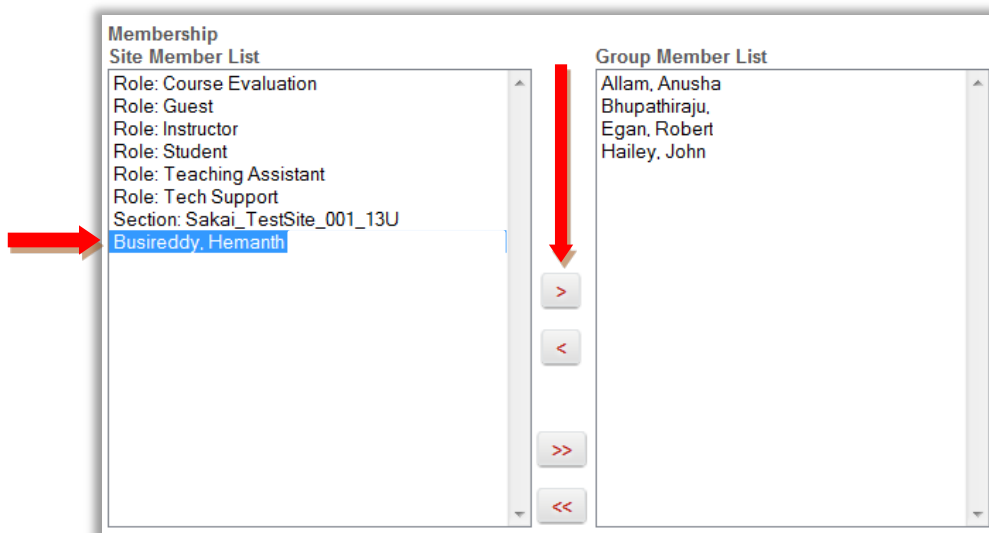 Membership
Site Member List
Role: Course Evaluation
Role: Guest
Role: Instructor
Role: Student
Role: Teaching Assistant
Role: Tech Support
Section: Sakai_TestSite_001_13U
Busireddy, Hemanth
>
<
>>
<<
Group Member List
Allam, Anusha
Bhupathiraju,
Egan, Robert
Hailey, John